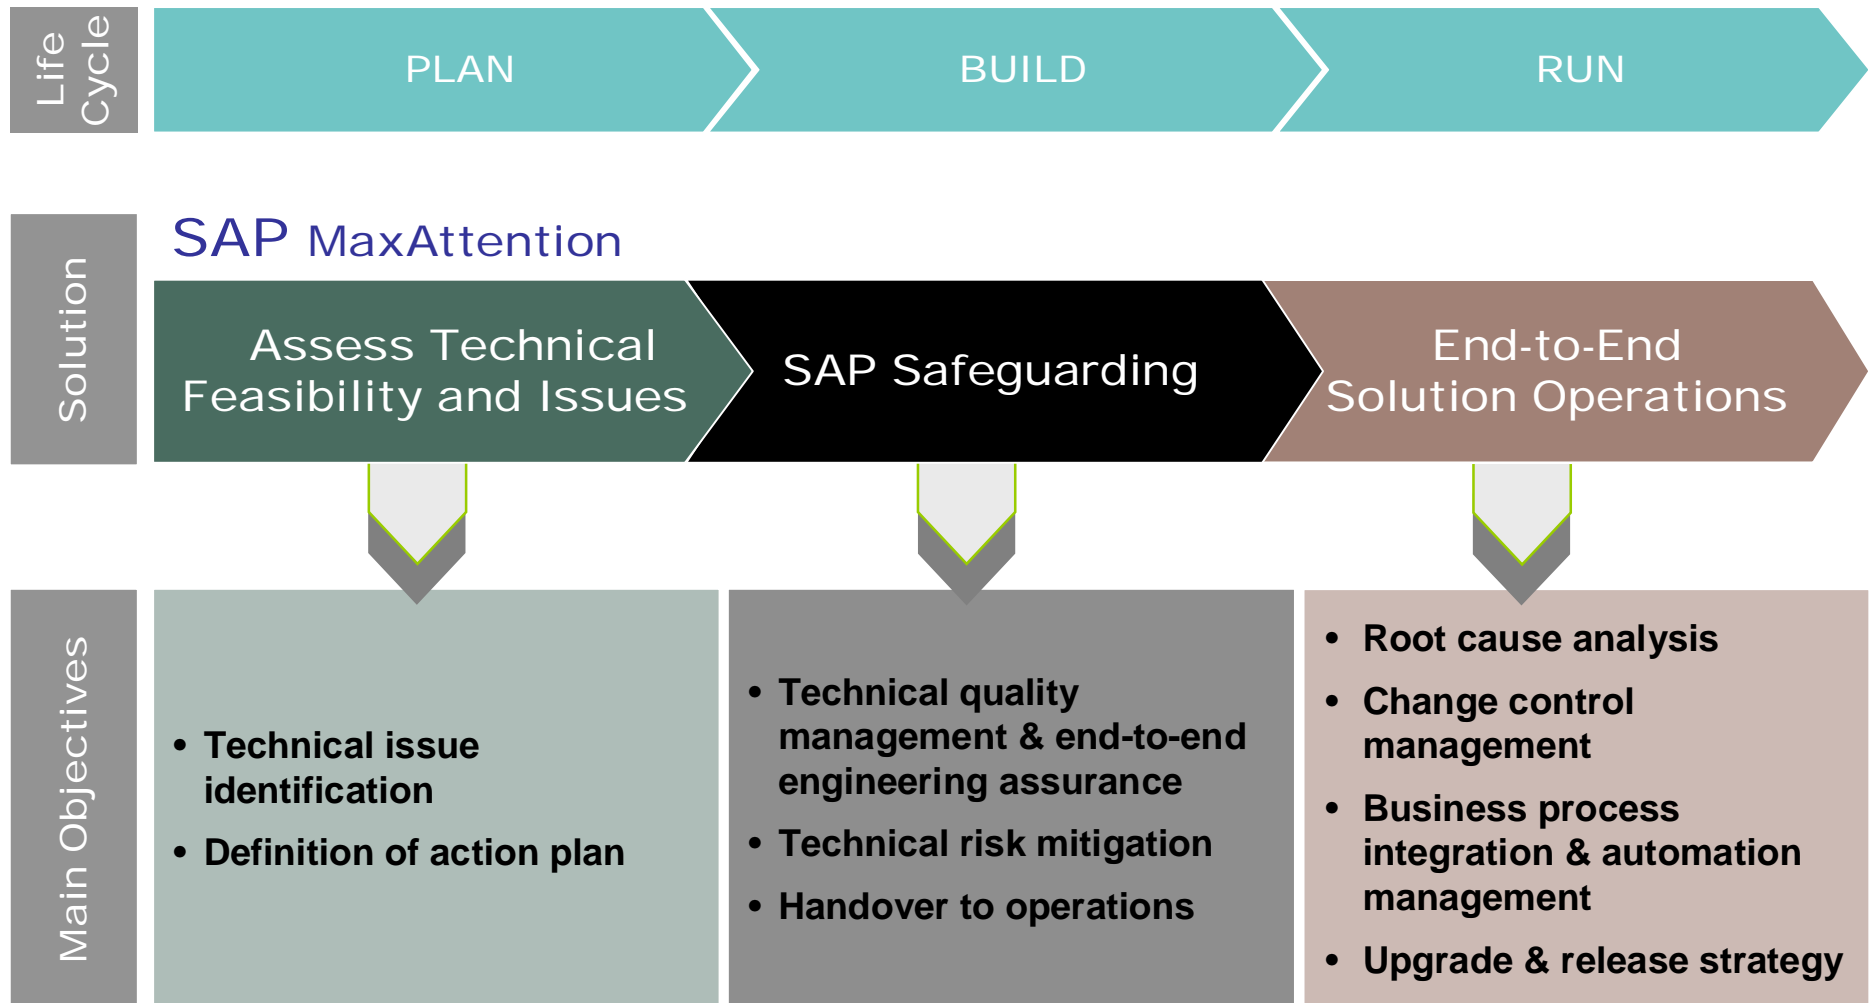 Life
Cycle
PLAN
BUILD
RUN
Solution
SAP MaxAttention
Assess Technical
Feasibility and Issues
SAP Safeguarding
End-to-End
Solution Operations
Main Objectives
• Technical issue
identification
• Definition of action plan
• Technical quality
management & end-to-end
engineering assurance
• Technical risk mitigation
• Handover to operations
• Root cause analysis
• Change control
management
• Business process
integration & automation
management
• Upgrade & release strategy